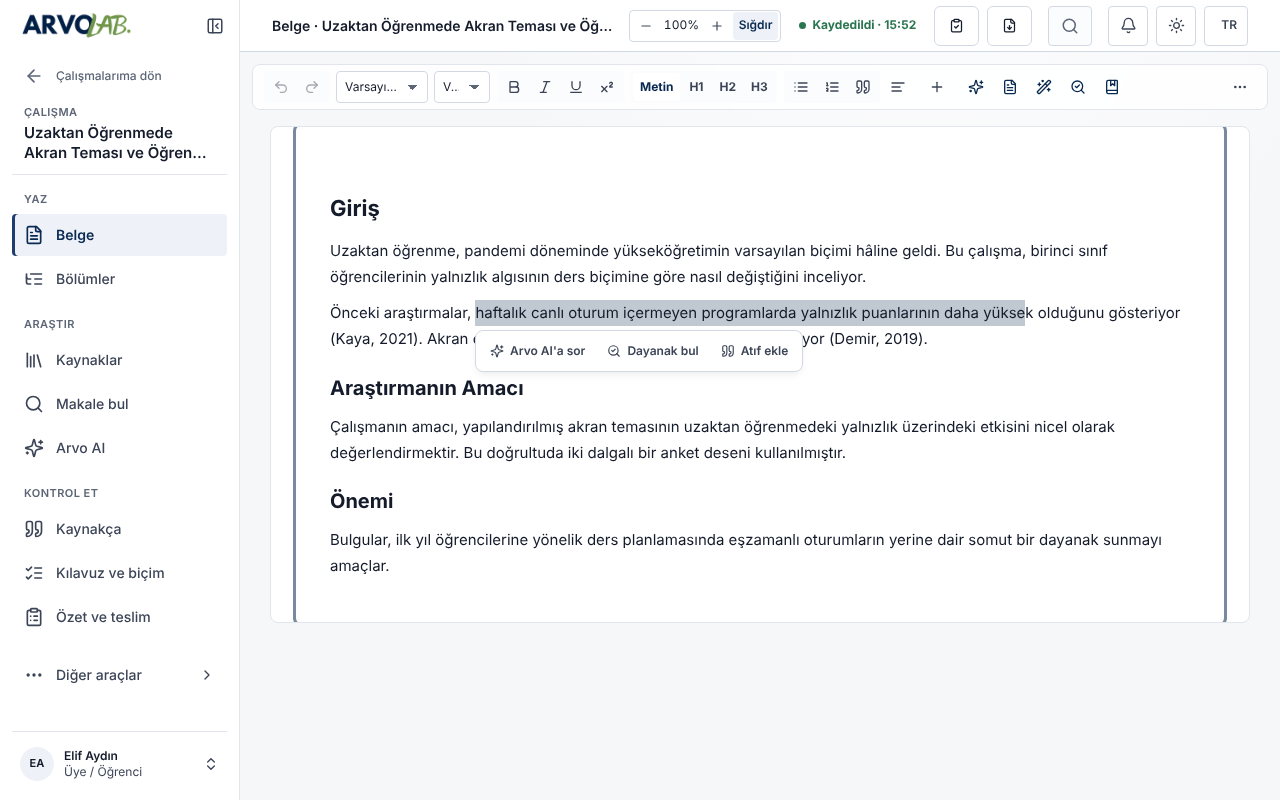 ARVOLAB.
Çalışmalarıma dön
ÇALIŞMA
Uzaktan Öğrenmede
Akran Teması ve Öğren...
YAZ
Belge
Bölümler
ARAŞTIR
Kaynaklar
Makale bul
Arvo AI
KONTROL ET
Kaynakça
Kılavuz ve biçim
Özet ve teslim
Diğer araçlar
EA
Elif Aydın
Üye / Öğrenci
Belge · Uzaktan Öğrenmede Akran Teması ve Öğ...
100%
Sığdır
Kaydedildi · 15:52
TR
Varsayı...
V...
B I U x²
Metin H1 H2 H3
Giriş
Uzaktan öğrenme, pandemi döneminde yükseköğretimin varsayılan biçimi hâline geldi. Bu çalışma, birinci sınıf
öğrencilerinin yalnızlık algısının ders biçimine göre nasıl değiştiğini inceliyor.
Önceki araştırmalar, haftalık canlı oturum içermeyen programlarda yalnızlık puanlarının daha yüksek olduğunu gösteriyor
(Kaya, 2021). Akran yor (Demir, 2019).
Arvo AI'a sor
Dayanak bul
Atıf ekle
Araştırmanın Amacı
Çalışmanın amacı, yapılandırılmış akran temasının uzaktan öğrenmedeki yalnızlık üzerindeki etkisini nicel olarak
değerlendirmektir. Bu doğrultuda iki dalgalı bir anket deseni kullanılmıştır.
Önemi
Bulgular, ilk yıl öğrencilerine yönelik ders planlamasında eşzamanlı oturumların yerine dair somut bir dayanak sunmayı
amaçlar.